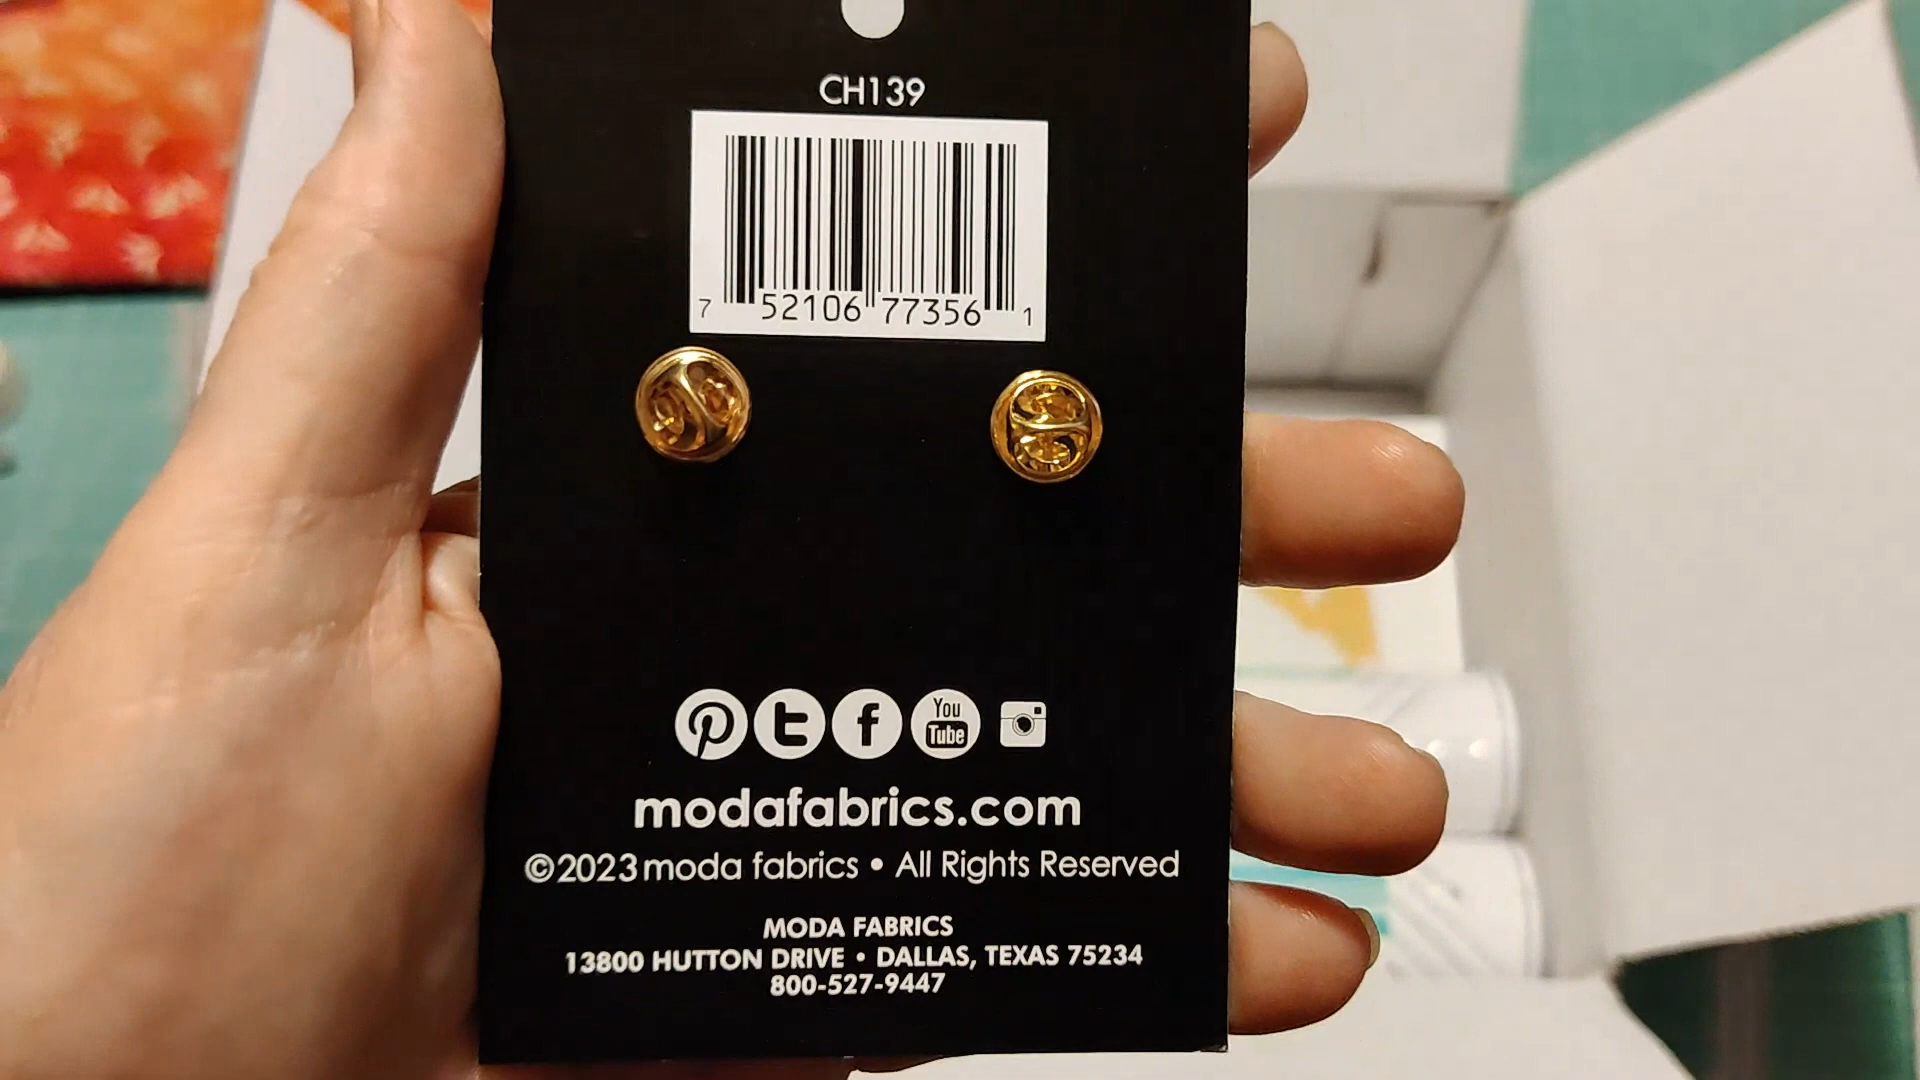 CH139
7 52106 77356 1
You
Tube
modafabrics.com
©2023 moda fabrics • All Rights Reserved
MODA FABRICS
13800 HUTTON DRIVE • DALLAS, TEXAS 75234
800-527-9447